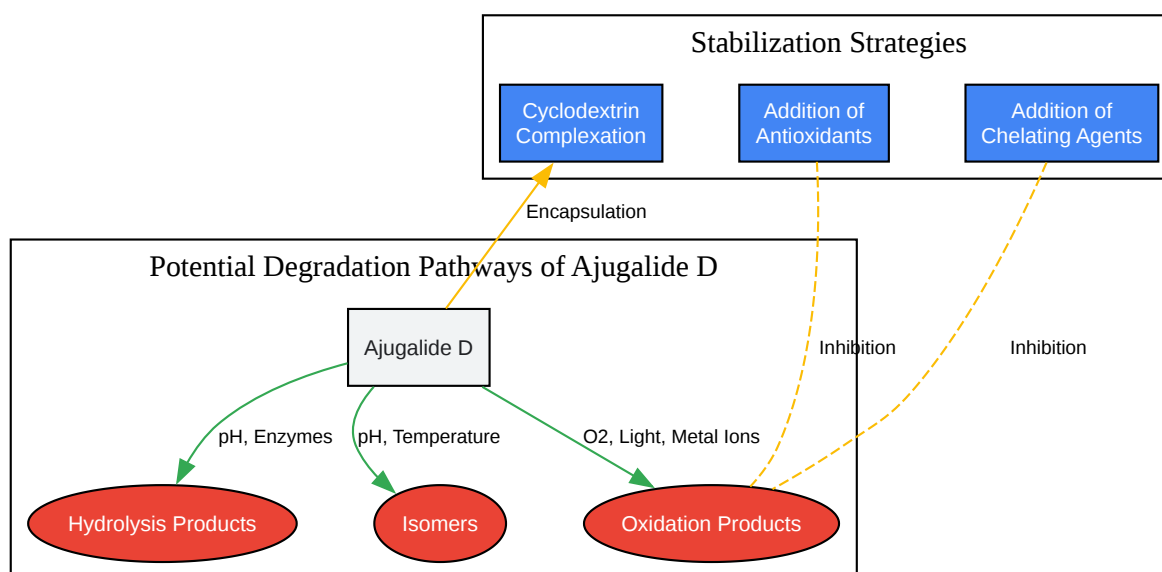 Stabilization Strategies
Cyclodextrin
Complexation
Addition of
Antioxidants
Addition of
Chelating Agents
Encapsulation
Potential Degradation Pathways of Ajugalide D
Ajugalide D
Inhibition
Inhibition
pH, Enzymes
pH, Temperature
O2, Light, Metal Ions
Hydrolysis Products
Isomers
Oxidation Products